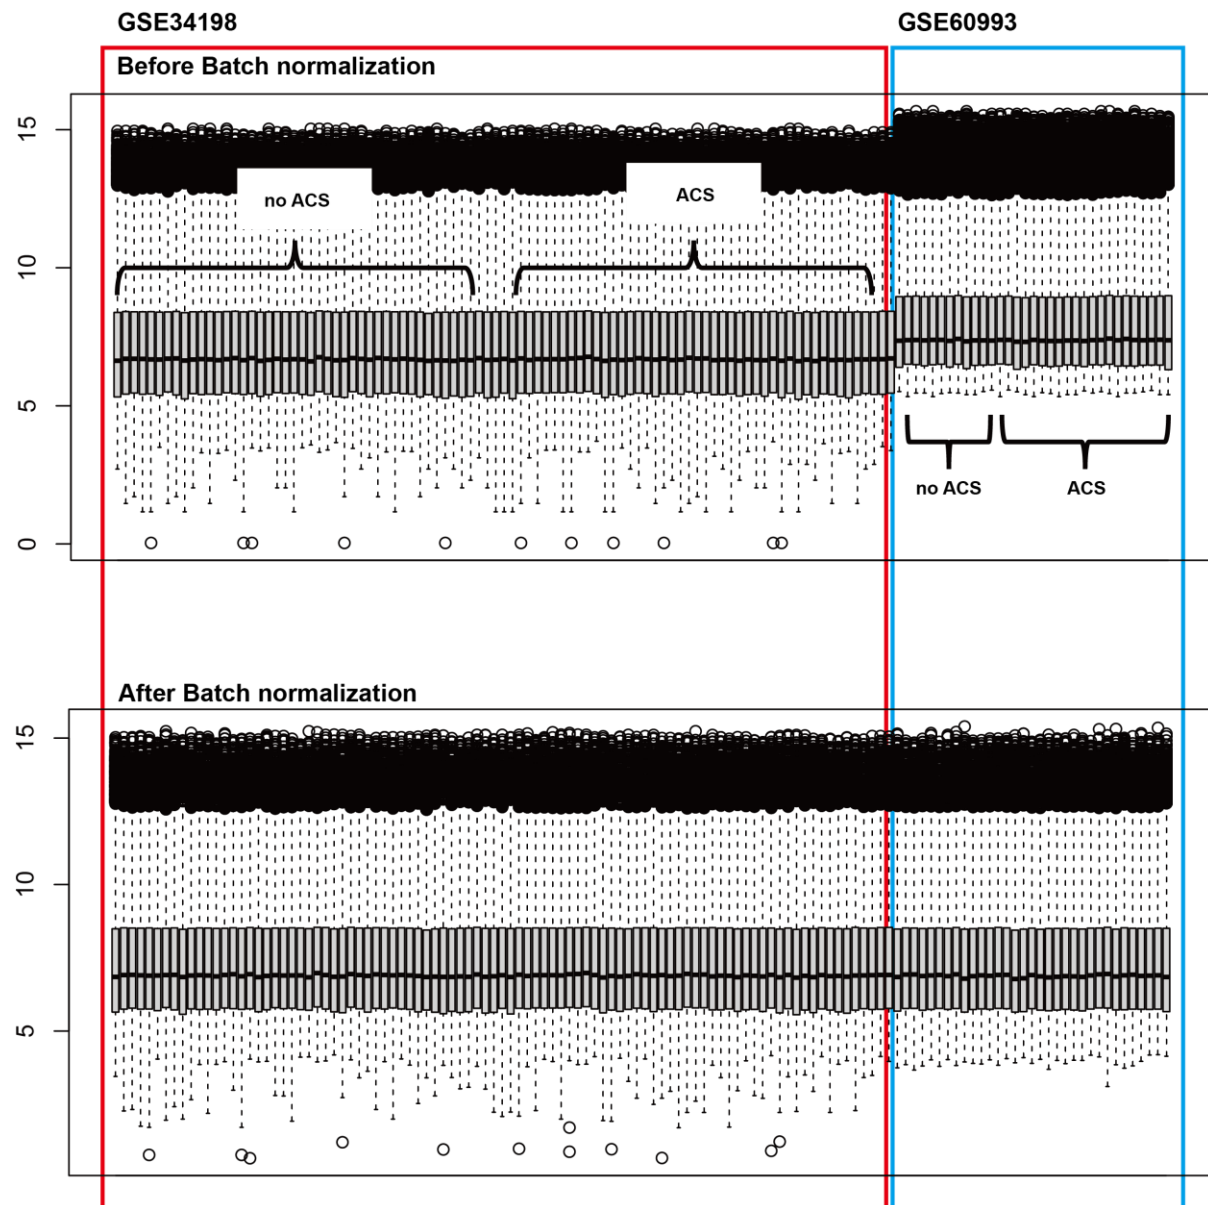 GSE34198
GSE60993
Before Batch normalization
15
no ACS
ACS
10
5
no ACS
ACS
0
After Batch normalization
15
10
5